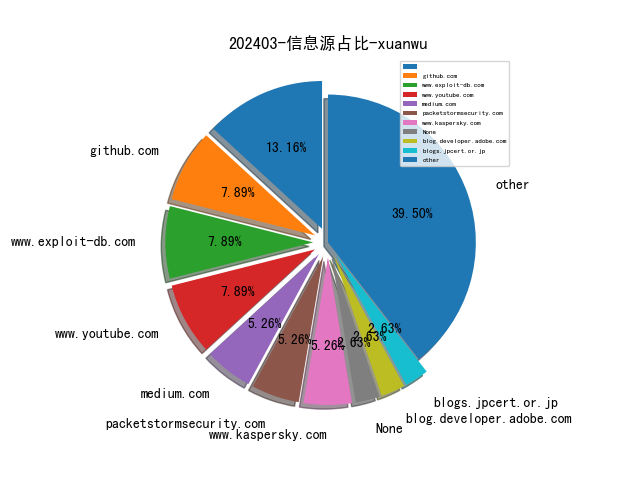 202403-信息源占比-xuanwu
github.com
www.exploit-db.com
www.youtube.com
medium.com
packetstormsecurity.com
www.kaspersky.com
None
blog.developer.adobe.com
blogs.jpcert.or.jp
other
13.16%
github.com
7.89%
www.exploit-db.com
7.89%
www.youtube.com
7.89%
medium.com
5.26%
packetstormsecurity.com
5.26%
www.kaspersky.com
5.26%
None
2.63%
blog.developer.adobe.com
2.63%
blogs.jpcert.or.jp
2.63%
other
39.50%